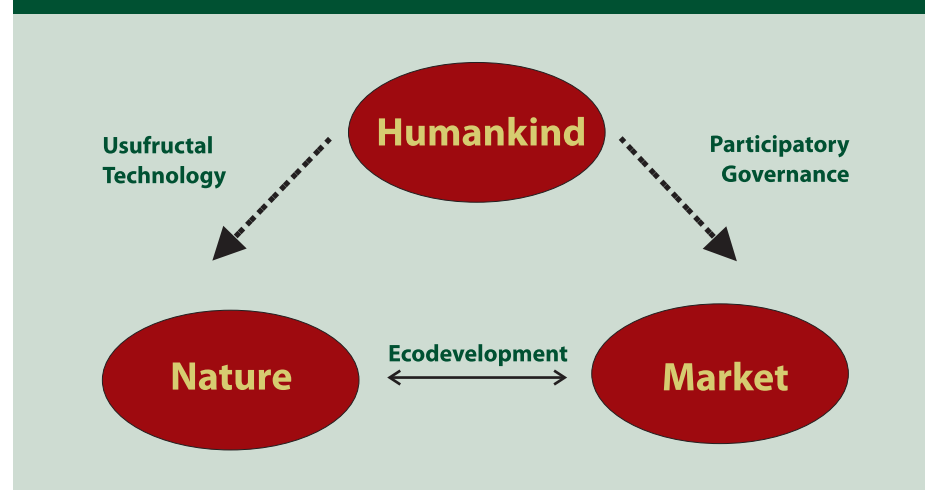 Humankind
Usufructal
Technology
Participatory
Governance
Ecodevelopment
Nature
Market